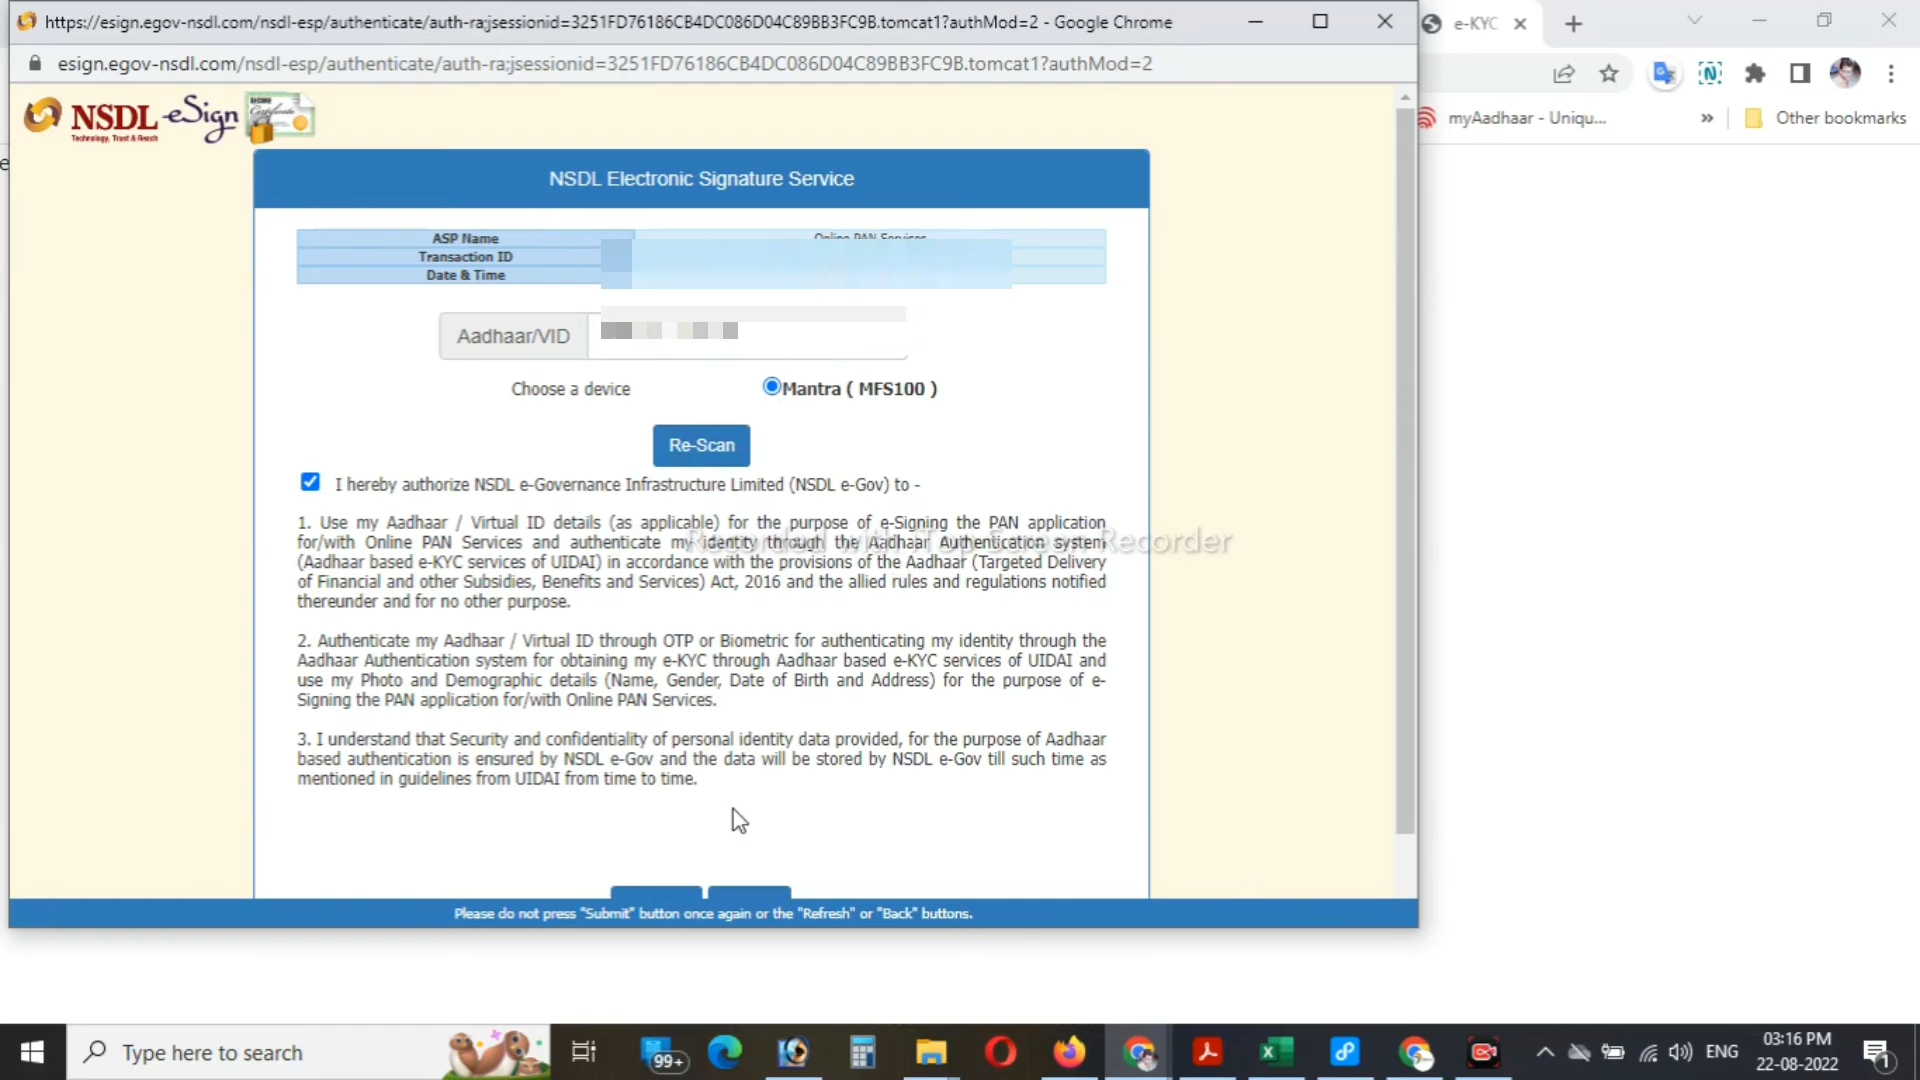 https://esign.egov-nsdl.com/nsdl-esp/authenticate/auth-ra;jsessionid=3251FD76186CB4DC086D04C89BB3FC9B.tomcat1?authMod=2 - Google Chrome
e-KYC
esign.egov-nsdl.com/nsdl-esp/authenticate/auth-ra;jsessionid=3251FD76186CB4DC086D04C89BB3FC9B.tomcat1?authMod=2
myAadhaar - Uniqu...
»
Other bookmarks
NSDL eSign
Technology, Trust & Reach
NSDL Electronic Signature Service
ASP Name
Online PAN Services
Transaction ID
Date & Time
Aadhaar/VID
Choose a device
Mantra ( MFS100 )
Re-Scan
I hereby authorize NSDL e-Governance Infrastructure Limited (NSDL e-Gov) to -
1. Use my Aadhaar / Virtual ID details (as applicable) for the purpose of e-Signing the PAN application
for/with Online PAN Services and authenticate my identity through the Aadhaar Authentication system
(Aadhaar based e-KYC services of UIDAI) in accordance with the provisions of the Aadhaar (Targeted Delivery
of Financial and other Subsidies, Benefits and Services) Act, 2016 and the allied rules and regulations notified
thereunder and for no other purpose.
Recorded with iTop Screen Recorder
2. Authenticate my Aadhaar / Virtual ID through OTP or Biometric for authenticating my identity through the
Aadhaar Authentication system for obtaining my e-KYC through Aadhaar based e-KYC services of UIDAI and
use my Photo and Demographic details (Name, Gender, Date of Birth and Address) for the purpose of e-
Signing the PAN application for/with Online PAN Services.
3. I understand that Security and confidentiality of personal identity data provided, for the purpose of Aadhaar
based authentication is ensured by NSDL e-Gov and the data will be stored by NSDL e-Gov till such time as
mentioned in guidelines from UIDAI from time to time.
Please do not press "Submit" button once again or the "Refresh" or "Back" buttons.
Type here to search
99+
ENG
03:16 PM
22-08-2022
1